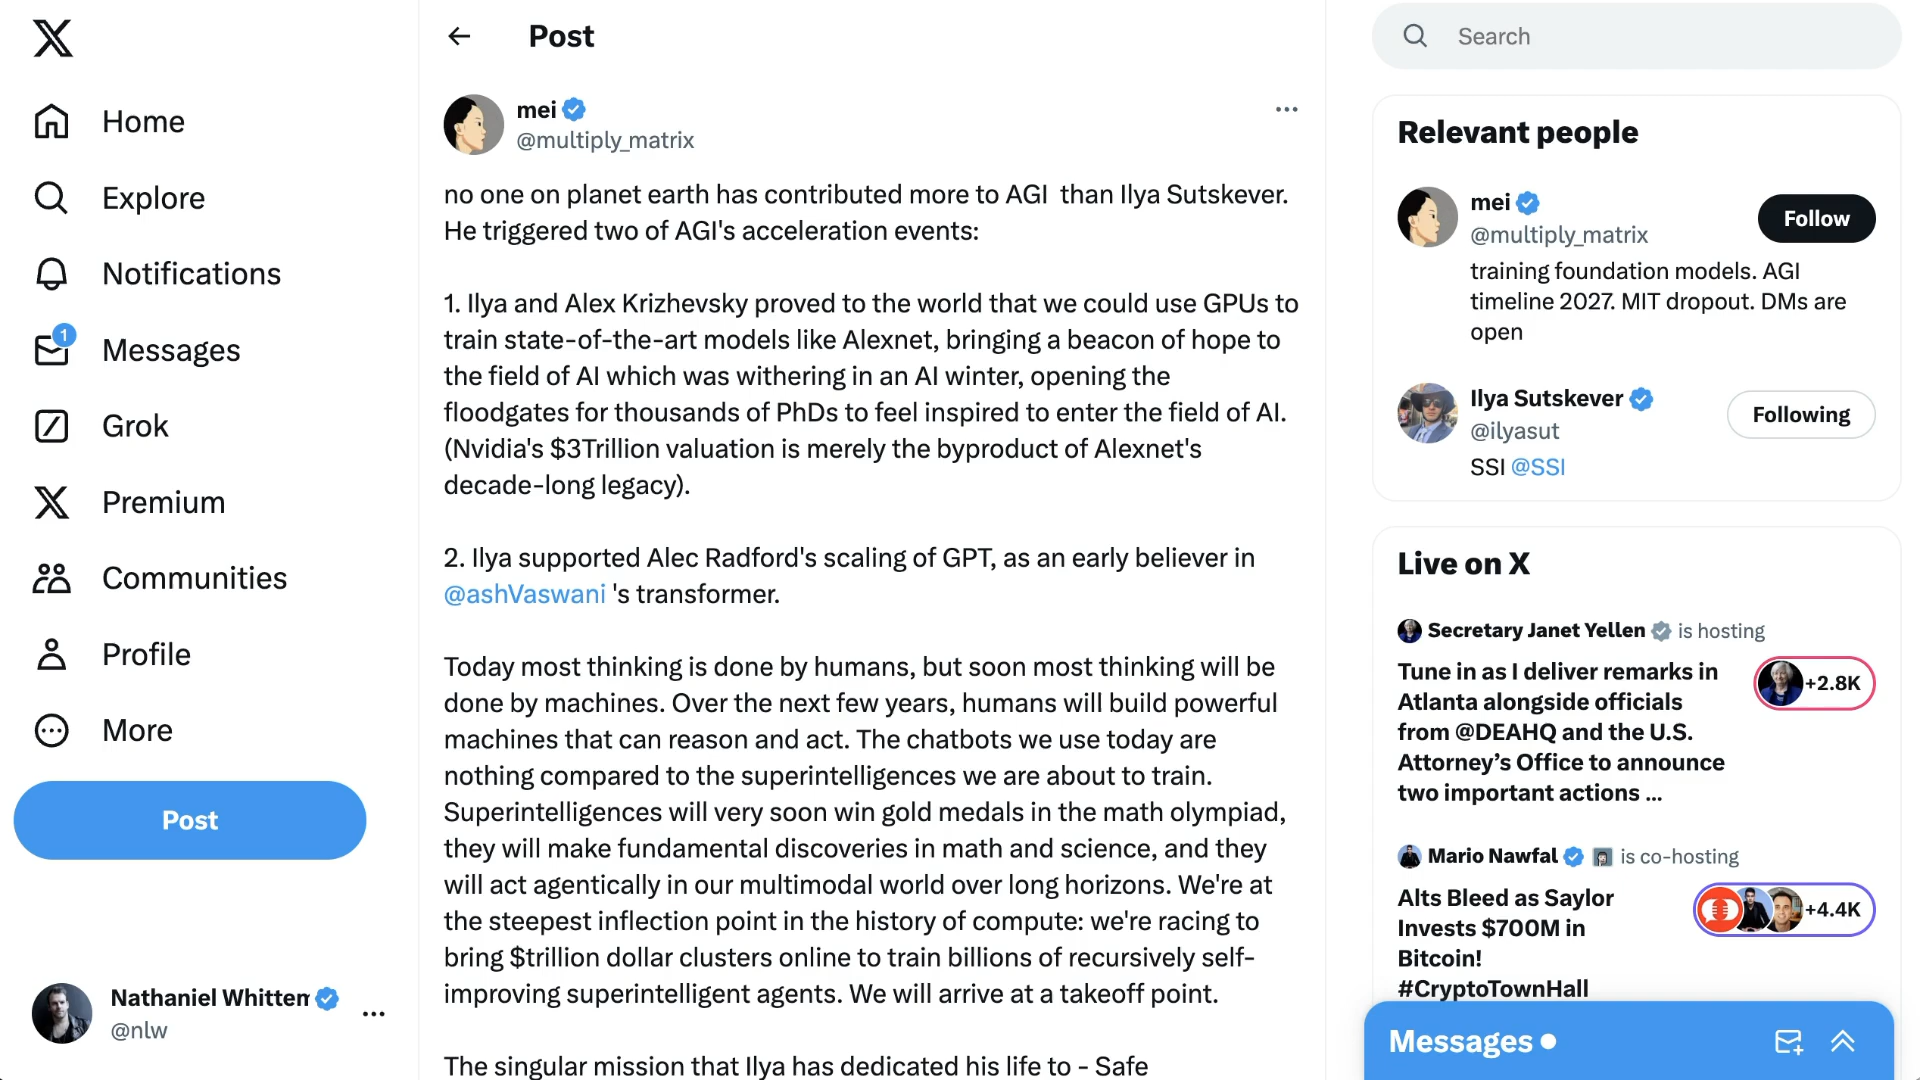 Home
Explore
Notifications
1
Messages
Grok
Premium
Communities
Profile
More
Post
Nathaniel Whittem
@nlw
Post
mei
@multiply_matrix
no one on planet earth has contributed more to AGI  than Ilya Sutskever.
He triggered two of AGI's acceleration events:
1. Ilya and Alex Krizhevsky proved to the world that we could use GPUs to
train state-of-the-art models like Alexnet, bringing a beacon of hope to
the field of AI which was withering in an AI winter, opening the
floodgates for thousands of PhDs to feel inspired to enter the field of AI.
(Nvidia's $3Trillion valuation is merely the byproduct of Alexnet's
decade-long legacy).
2. Ilya supported Alec Radford's scaling of GPT, as an early believer in
@ashVaswani 's transformer.
Today most thinking is done by humans, but soon most thinking will be
done by machines. Over the next few years, humans will build powerful
machines that can reason and act. The chatbots we use today are
nothing compared to the superintelligences we are about to train.
Superintelligences will very soon win gold medals in the math olympiad,
they will make fundamental discoveries in math and science, and they
will act agentically in our multimodal world over long horizons. We're at
the steepest inflection point in the history of compute: we're racing to
bring $trillion dollar clusters online to train billions of recursively self-
improving superintelligent agents. We will arrive at a takeoff point.
The singular mission that Ilya has dedicated his life to - Safe
Search
Relevant people
mei
@multiply_matrix
Follow
training foundation models. AGI
timeline 2027. MIT dropout. DMs are
open
Ilya Sutskever
@ilyasut
Following
SSI @SSI
Live on X
Secretary Janet Yellen is hosting
Tune in as I deliver remarks in
Atlanta alongside officials
from @DEAHQ and the U.S.
Attorney’s Office to announce
two important actions ...
+2.8K
Mario Nawfal is co-hosting
Alts Bleed as Saylor
Invests $700M in
Bitcoin!
#CryptoTownHall
+4.4K
Messages